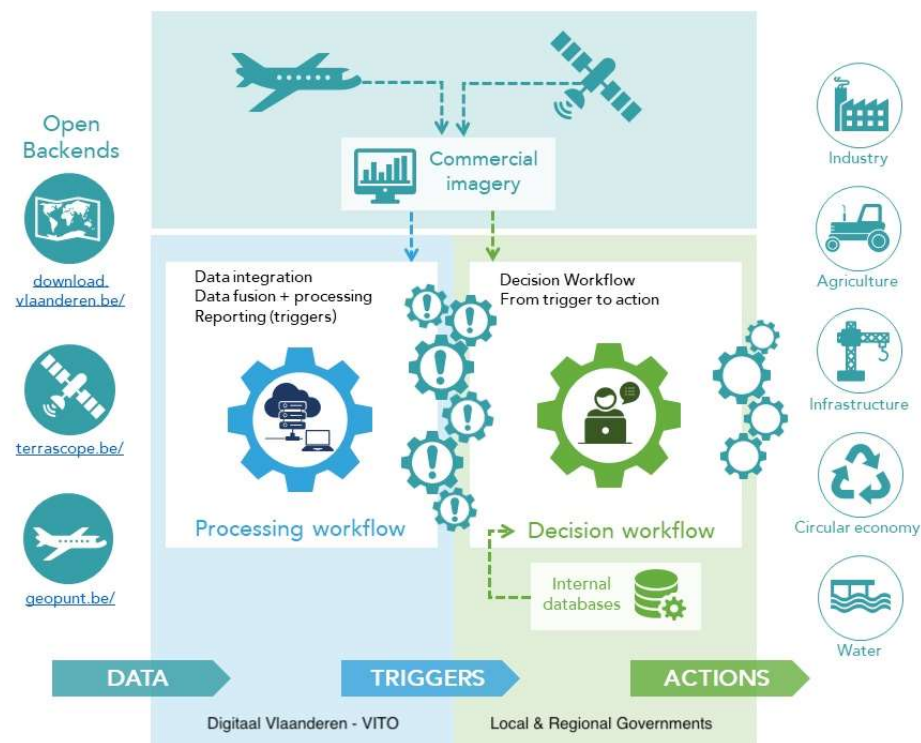 Open
Backends
download.
vlaanderen.be/
terrascope.be/
geopunt.be/
Commercial
imagery
Data integration
Data fusion + processing
Reporting (triggers)
Processing workflow
Decision Workflow
From trigger to action
Decision workflow
Internal
databases
Industry
Agriculture
Infrastructure
Circular economy
Water
DATA
TRIGGERS
ACTIONS
Digitaal Vlaanderen - VITO
Local & Regional Governments